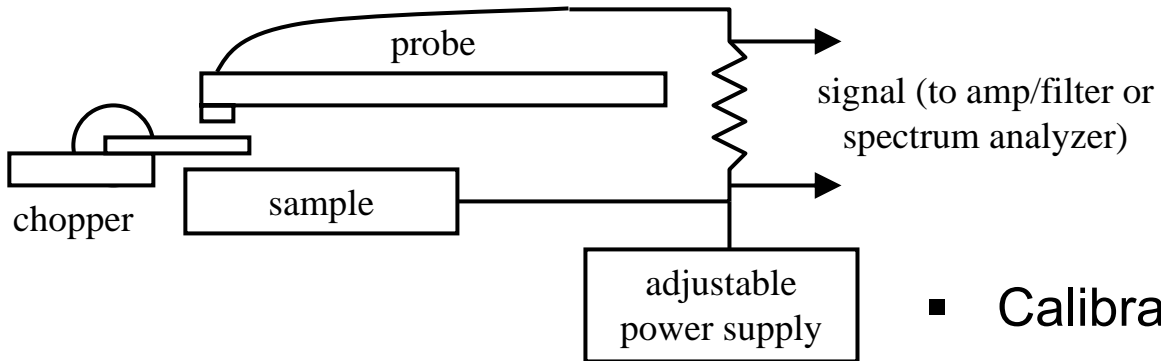 probe
signal (to amp/filter or
spectrum analyzer)
chopper
sample
adjustable
power supply
▪ Calibra